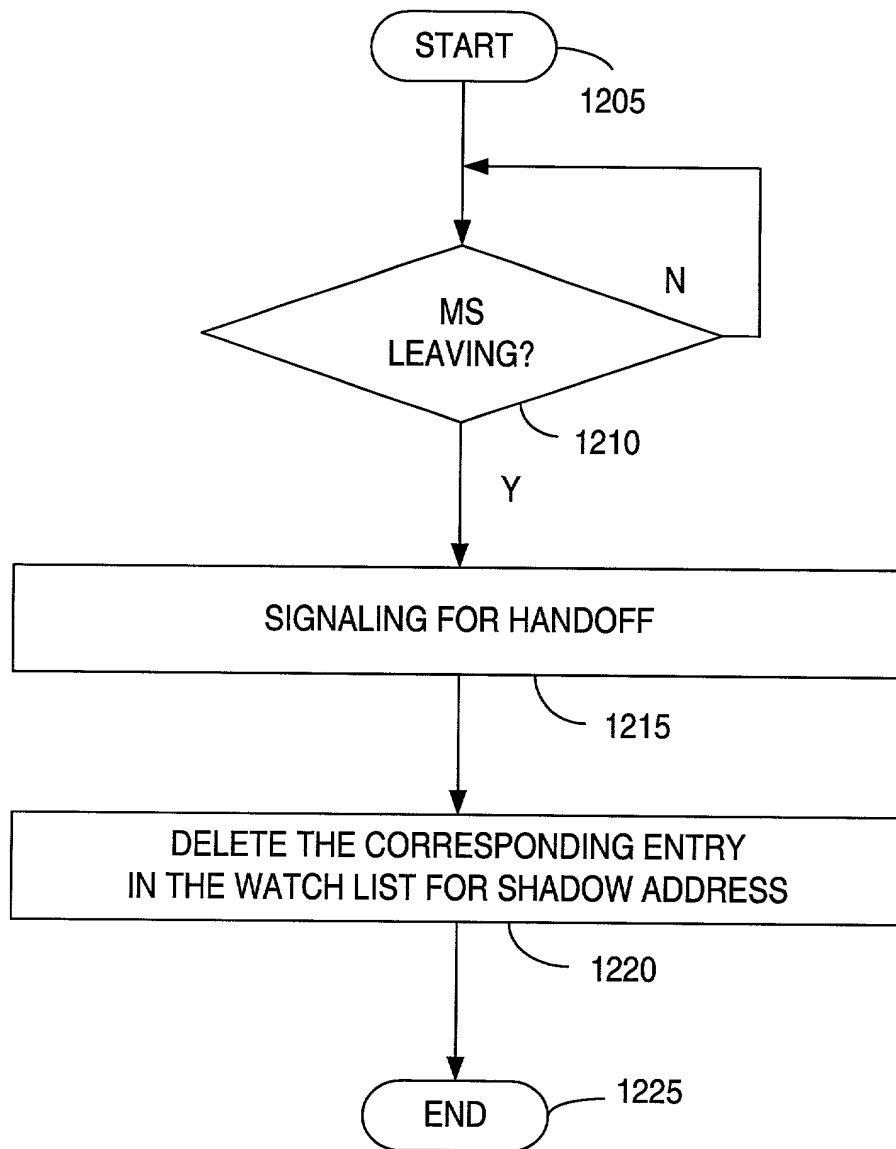 START
1205
N
MS
LEAVING?
1210
Y
SIGNALING FOR HANDOFF
1215
DELETE THE CORRESPONDING ENTRY
IN THE WATCH LIST FOR SHADOW ADDRESS
1220
END
1225